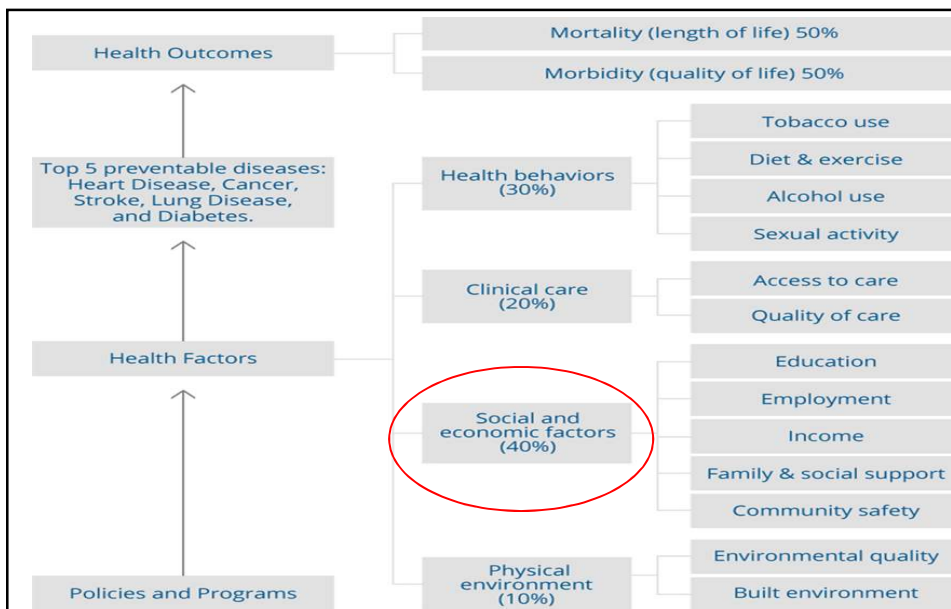 Health Outcomes
Mortality (length of life) 50%
Morbidity (quality of life) 50%
Top 5 preventable diseases:
Heart Disease, Cancer,
Stroke, Lung Disease,
and Diabetes.
Health Factors
Policies and Programs
Health behaviors
(30%)
Tobacco use
Diet & exercise
Alcohol use
Sexual activity
Clinical care
(20%)
Access to care
Quality of care
Social and
economic factors
(40%)
Education
Employment
Income
Family & social support
Community safety
Physical
environment
(10%)
Environmental quality
Built environment